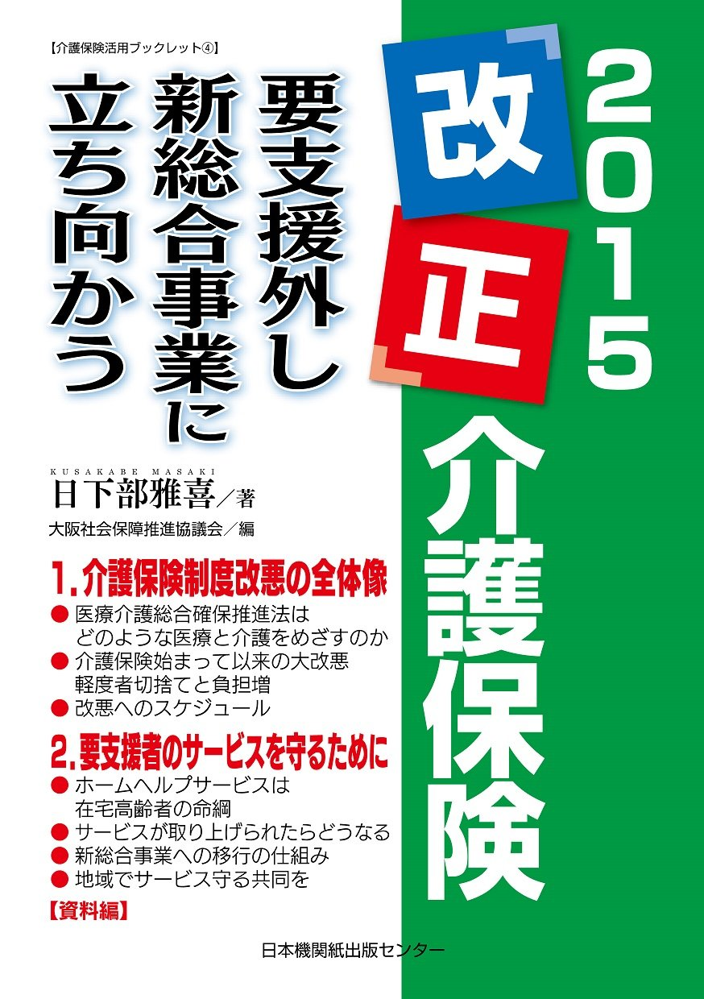 【介護保険活用ブックレット④】
2015
改正
介護保険
要支援外し
新総合事業に
立ち向かう
KUSAKABE MASAKI
日下部雅喜／著
大阪社会保障推進協議会／編
1.介護保険制度改悪の全体像
● 医療介護総合確保推進法は
どのような医療と介護をめざすのか
● 介護保険始まって以来の大改悪
軽度者切捨てと負担増
● 改悪へのスケジュール
2.要支援者のサービスを守るために
● ホームヘルプサービスは
在宅高齢者の命綱
● サービスが取り上げられたらどうなる
● 新総合事業への移行の仕組み
● 地域でサービス守る共同を
【資料編】
日本機関紙出版センター